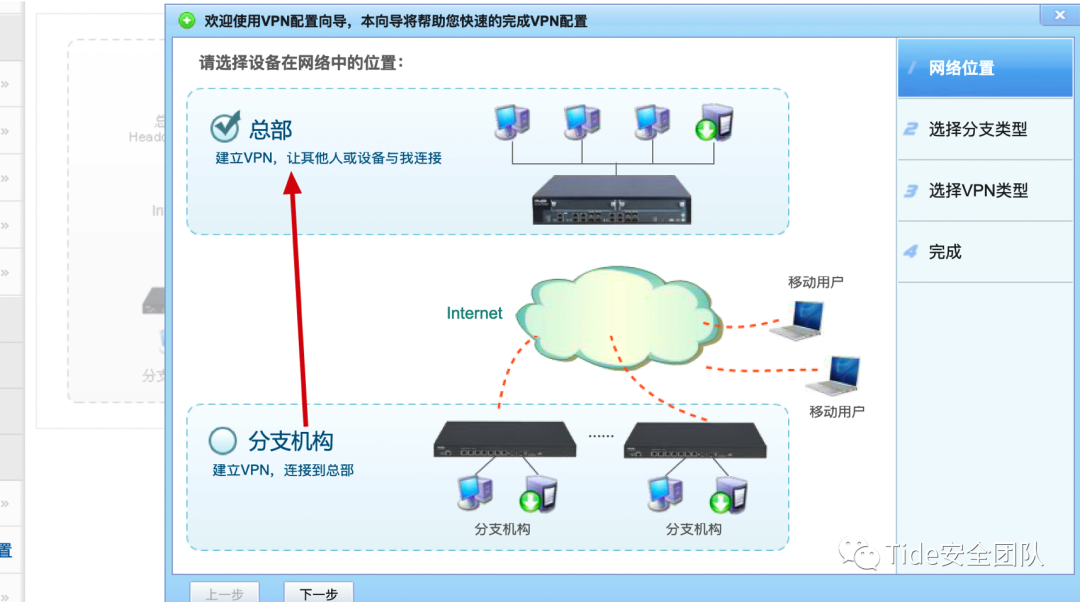 欢迎使用VPN配置向导，本向导将帮助您快速的完成VPN配置
请选择设备在网络中的位置：
总部
建立VPN，让其他人或设备与我连接
Internet
移动用户
移动用户
分支机构
建立VPN，连接到总部
......
分支机构
分支机构
上一步
下一步
1 网络位置
2 选择分支类型
3 选择VPN类型
4 完成
Tide安全团队
置